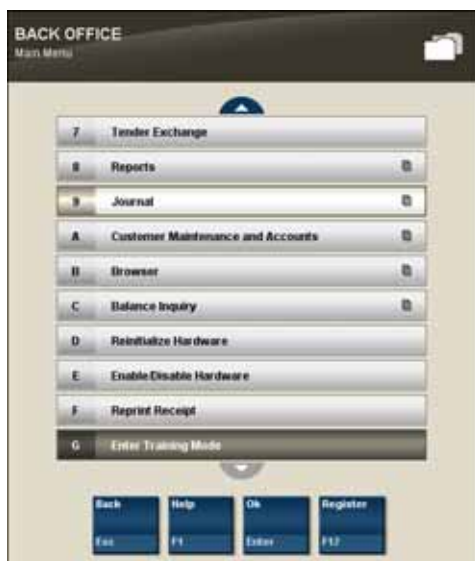 BACK OFFICE
Main Menu
7 Tender Exchange
8 Reports
9 Journal
A Customer Maintenance and Accounts
B Browser
C Balance Inquiry
D Reinitialize Hardware
E Enable/Disable Hardware
F Reprint Receipt
G Enter Training Mode
Back Help Ok Register
Esc F1 Enter F12